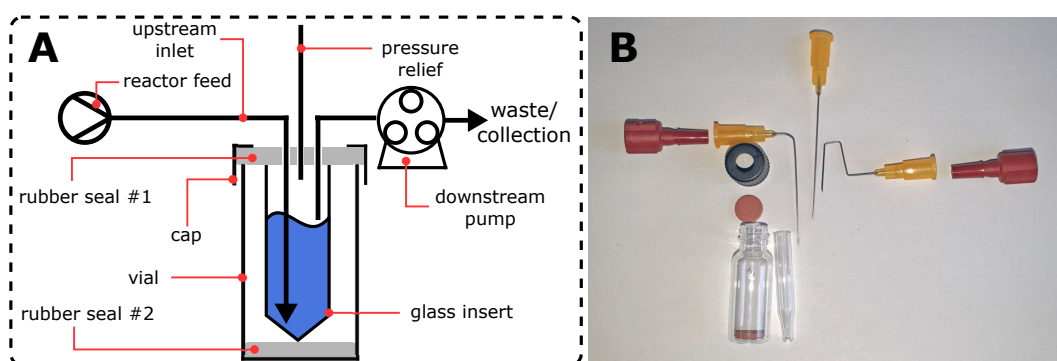 A
upstream
inlet
reactor feed
pressure
relief
waste/
collection
rubber seal #1
cap
downstream
pump
vial
rubber seal #2
glass insert
B